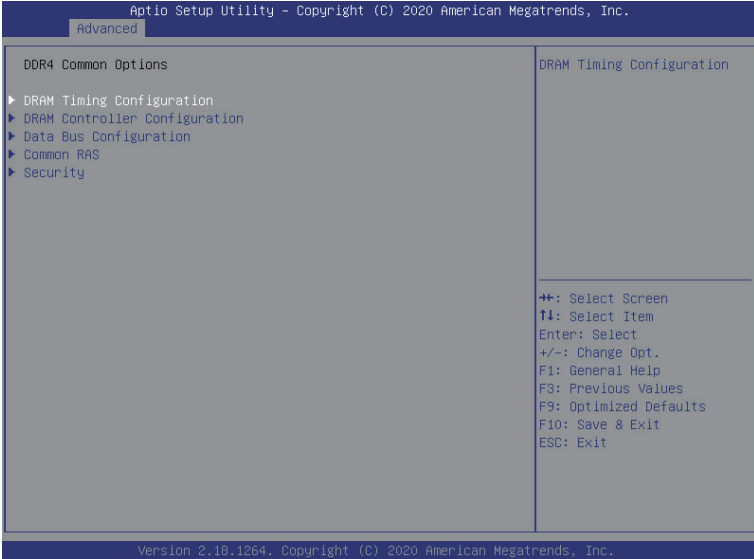 Aptio Setup Utility – Copyright (C) 2020 American Megatrends, Inc.
Advanced
DDR4 Common Options
DRAM Timing Configuration
DRAM Controller Configuration
Data Bus Configuration
Common RAS
Security
DRAM Timing Configuration
→←: Select Screen
↑↓: Select Item
Enter: Select
+/-: Change Opt.
F1: General Help
F3: Previous Values
F9: Optimized Defaults
F10: Save & Exit
ESC: Exit
Version 2.18.1264. Copyright (C) 2020 American Megatrends, Inc.